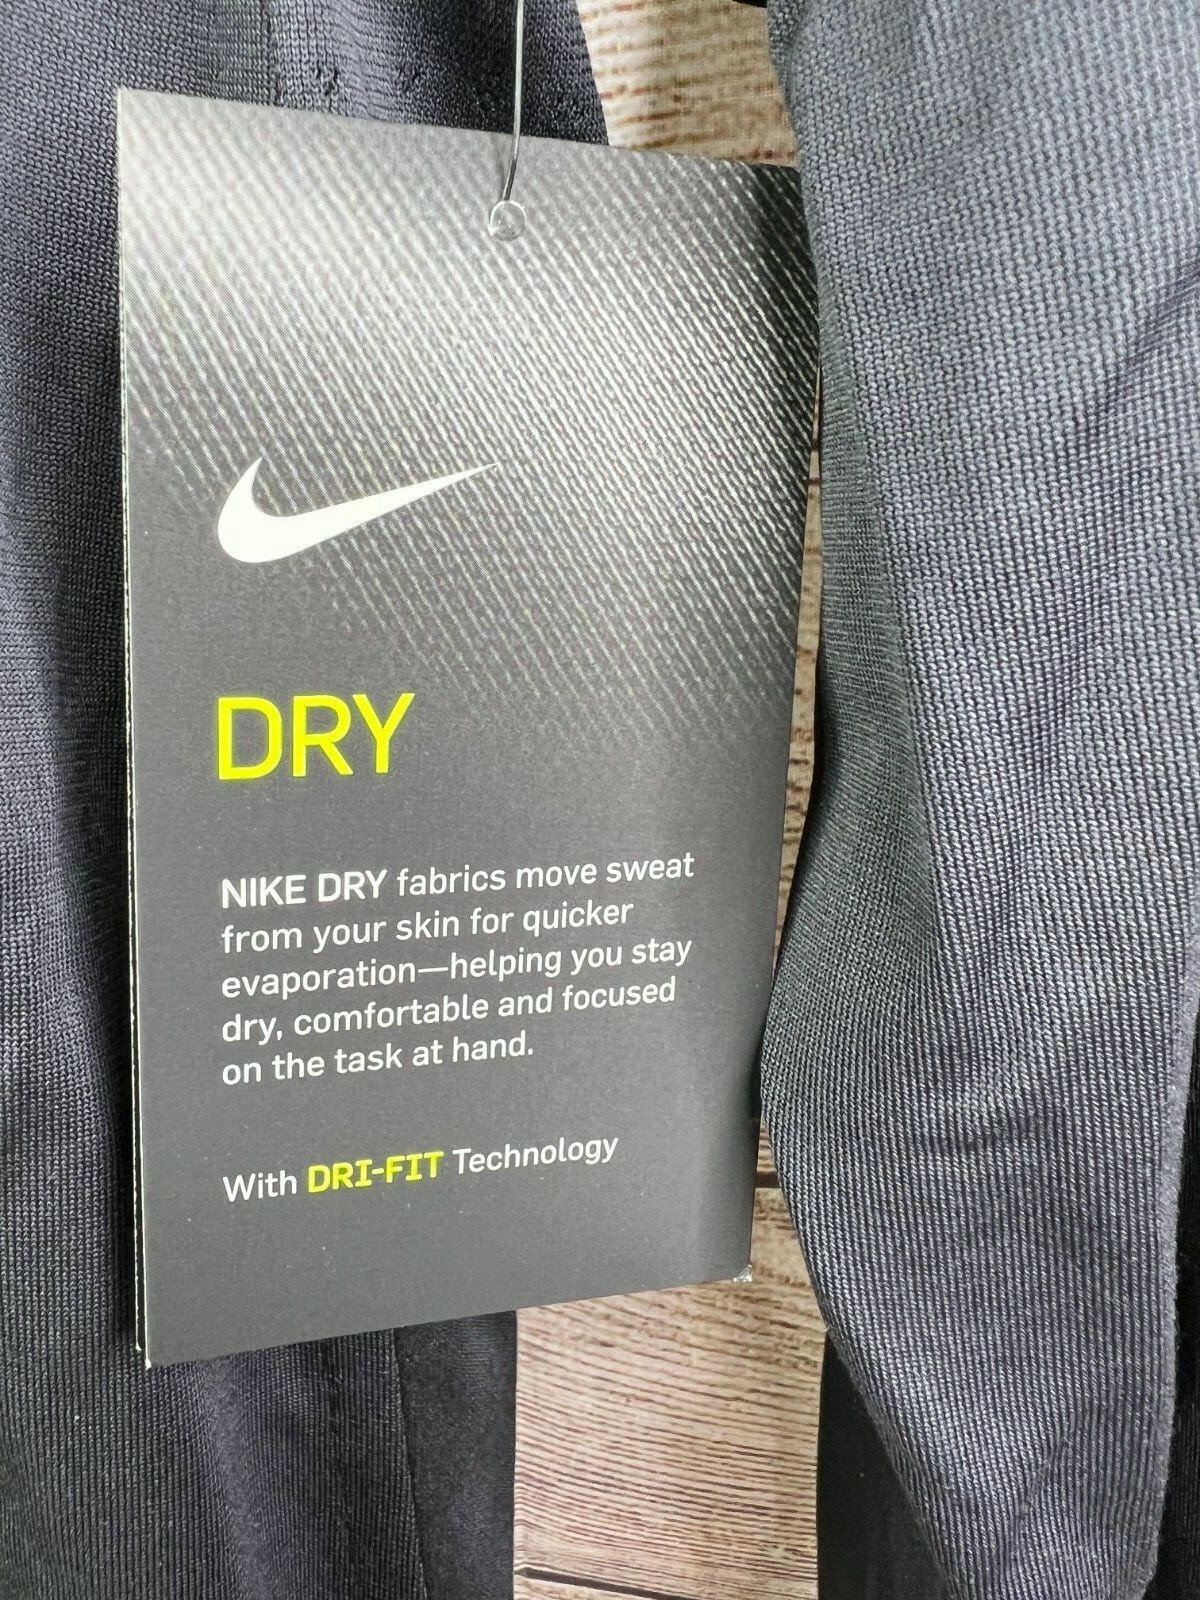 DRY
NIKE DRY fabrics move sweat
from your skin for quicker
evaporation—helping you stay
dry, comfortable and focused
on the task at hand.
With DRI-FIT Technology